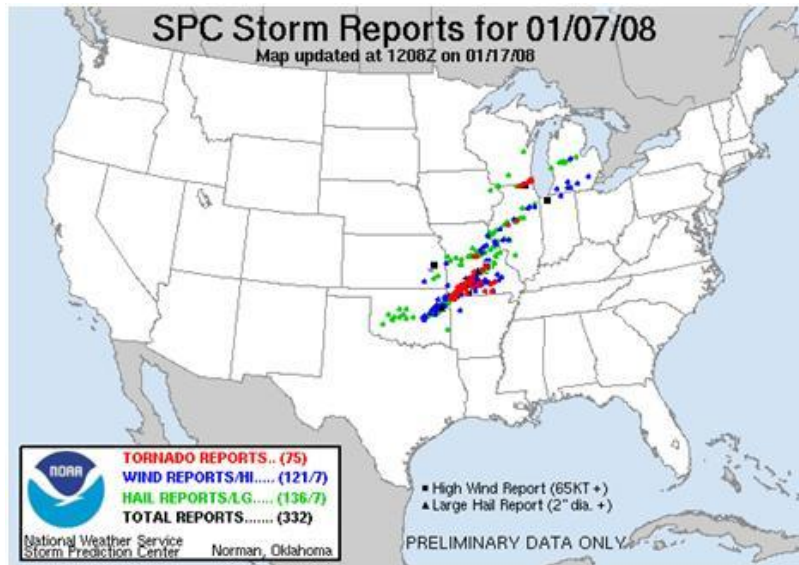 SPC Storm Reports for 01/07/08
Map updated at 1208Z on 01/17/08
NOAA
TORNADO REPORTS.. (75)
WIND REPORTS/HI..... (121/7)
HAIL REPORTS/LG..... (136/7)
TOTAL REPORTS....... (332)
National Weather Service
Storm Prediction Center Norman, Oklahoma
High Wind Report (65KT +)
Large Hail Report (2" dia. +)
PRELIMINARY DATA ONLY